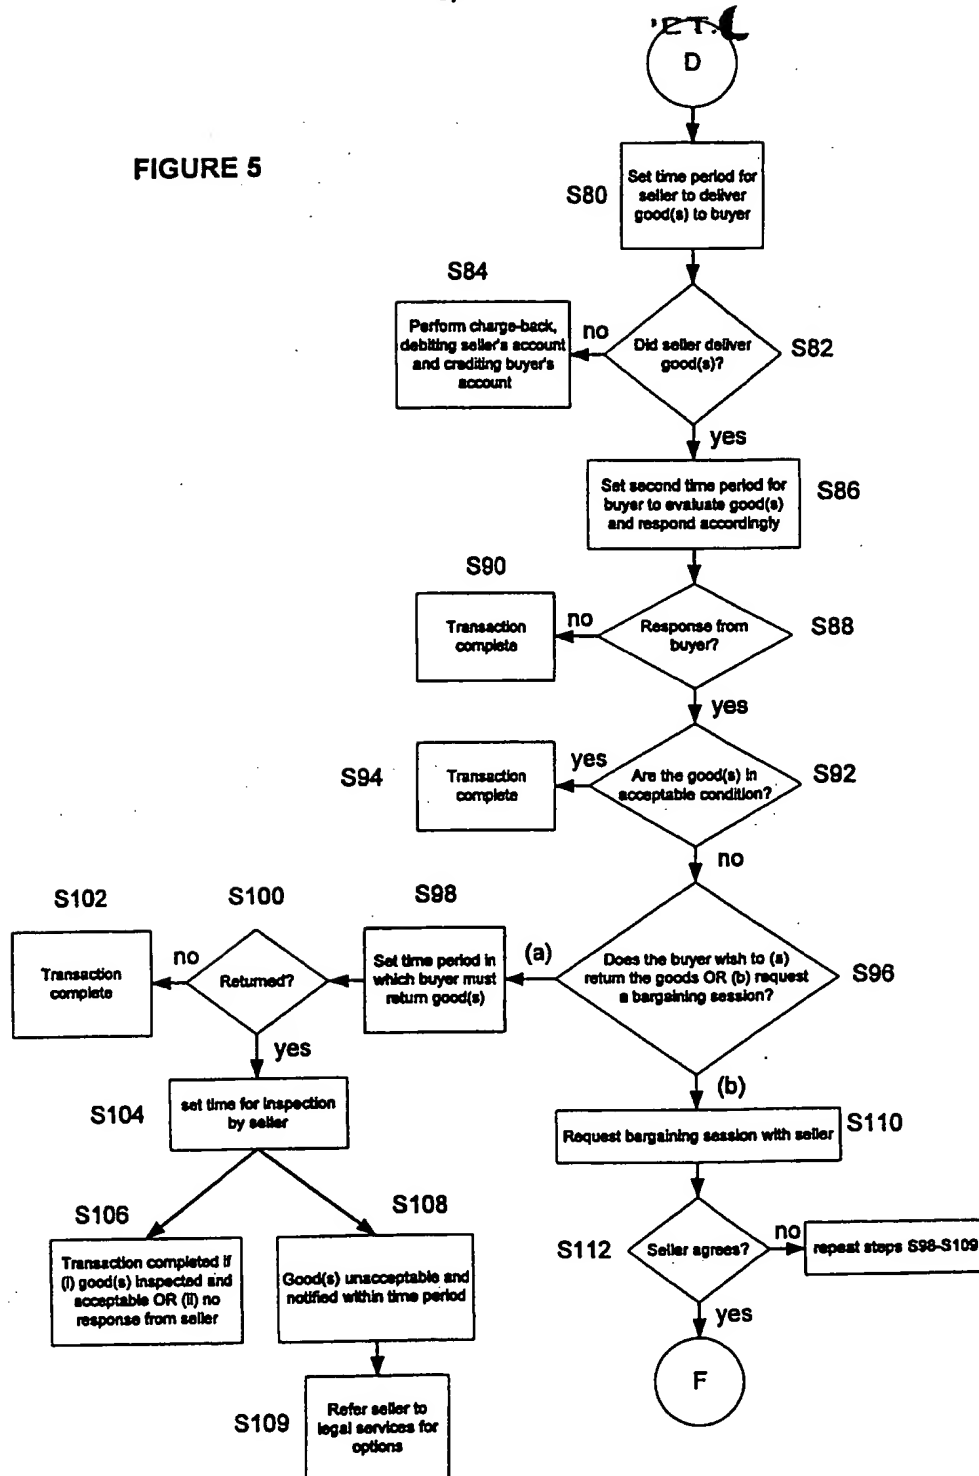 D
FIGURE 5
S80
Set time period for
seller to deliver
good(s) to buyer
S84
Perform charge-back,
debiting seller's account
and crediting buyer's
account
no
Did seller deliver
good(s)?
S82
yes
Set second time period for
buyer to evaluate good(s)
and respond accordingly
S86
S90
Transaction
complete
no
Response from
buyer?
S88
yes
S94
Transaction
complete
yes
Are the good(s) in
acceptable condition?
S92
no
S102
S100
S98
Transaction
complete
no
Returned?
Set time period in
which buyer must
return good(s)
(a)
Does the buyer wish to (a)
return the goods OR (b) request
a bargaining session?
S96
yes
(b)
S104
set time for inspection
by seller
Request bargaining session with seller
S110
S106
S108
Transaction completed if
(i) good(s) inspected and
acceptable OR (ii) no
response from seller
Good(s) unacceptable and
notified within time period
S112
Seller agrees?
no
repeat steps S98-S109
yes
F
S109
Refer seller to
legal services for
options